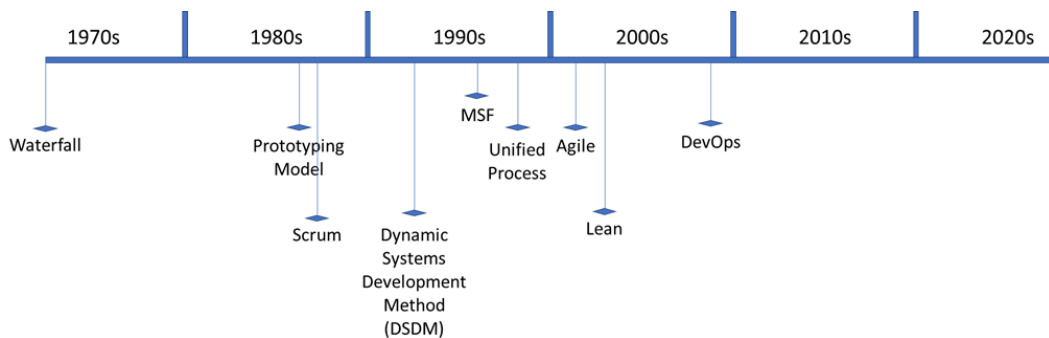 1970s
1980s
1990s
2000s
2010s
2020s
Waterfall
Prototyping
Model
Scrum
Dynamic
Systems
Development
Method
(DSDM)
MSF
Unified
Process
Agile
Lean
DevOps